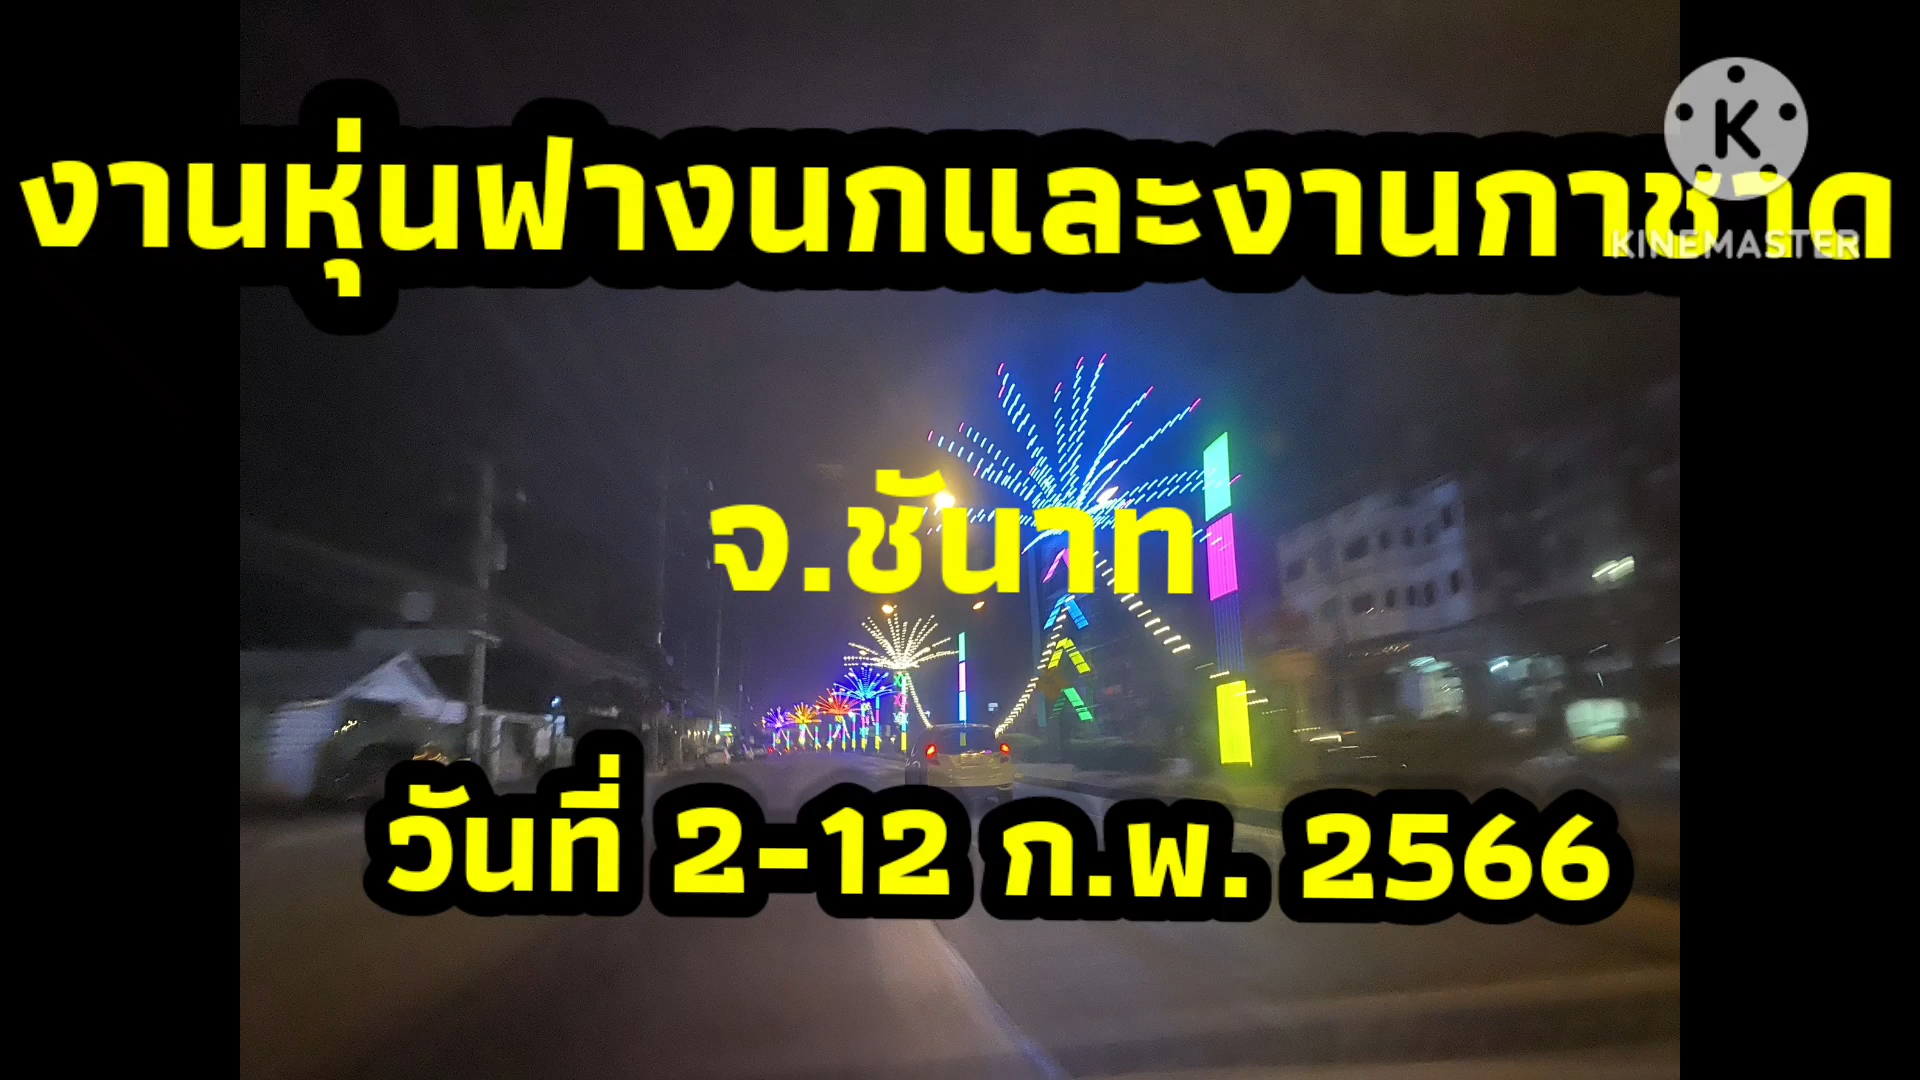 งานหุ่นฟางนกและงานกาชาด
K
KINEMASTER
จ.ชันาท
วันที่ 2-12 ก.พ. 2566